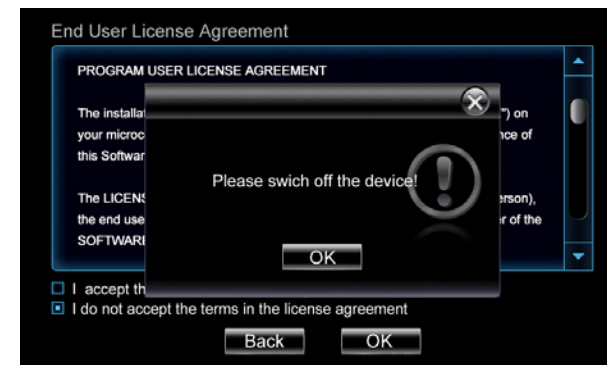 End User License Agreement
PROGRAM USER LICENSE AGREEMENT
The installa ") on
your microc nce of
this Softwar
Please swich off the device!
The LICENS erson),
the end use r of the
SOFTWARE
OK
I accept th
I do not accept the terms in the license agreement
Back OK